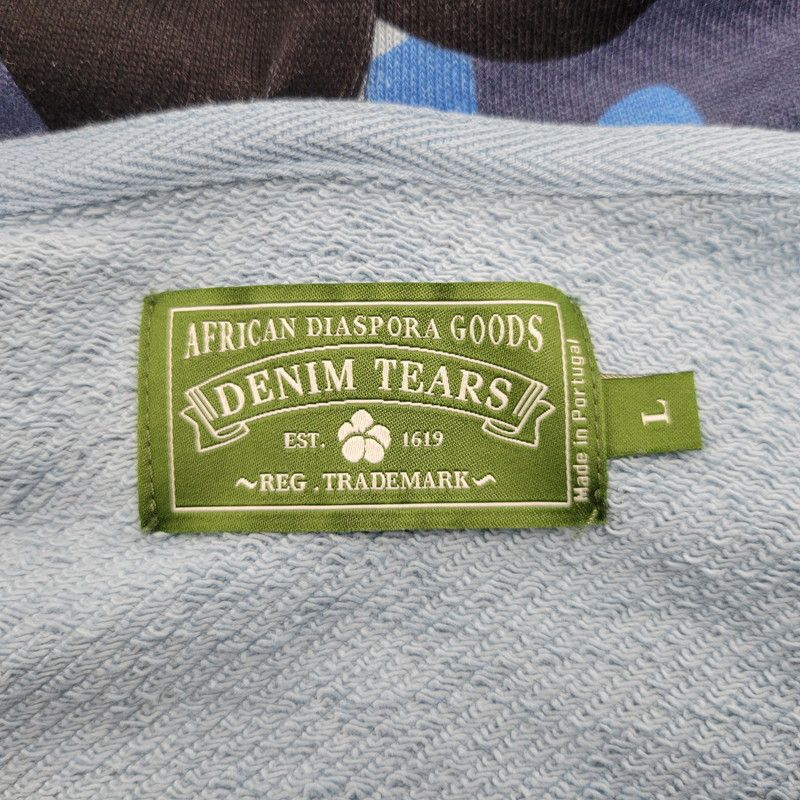 AFRICAN DIASPORA GOODS
DENIM TEARS
EST. 1619
~REG .TRADEMARK~
Made in Portugal
L